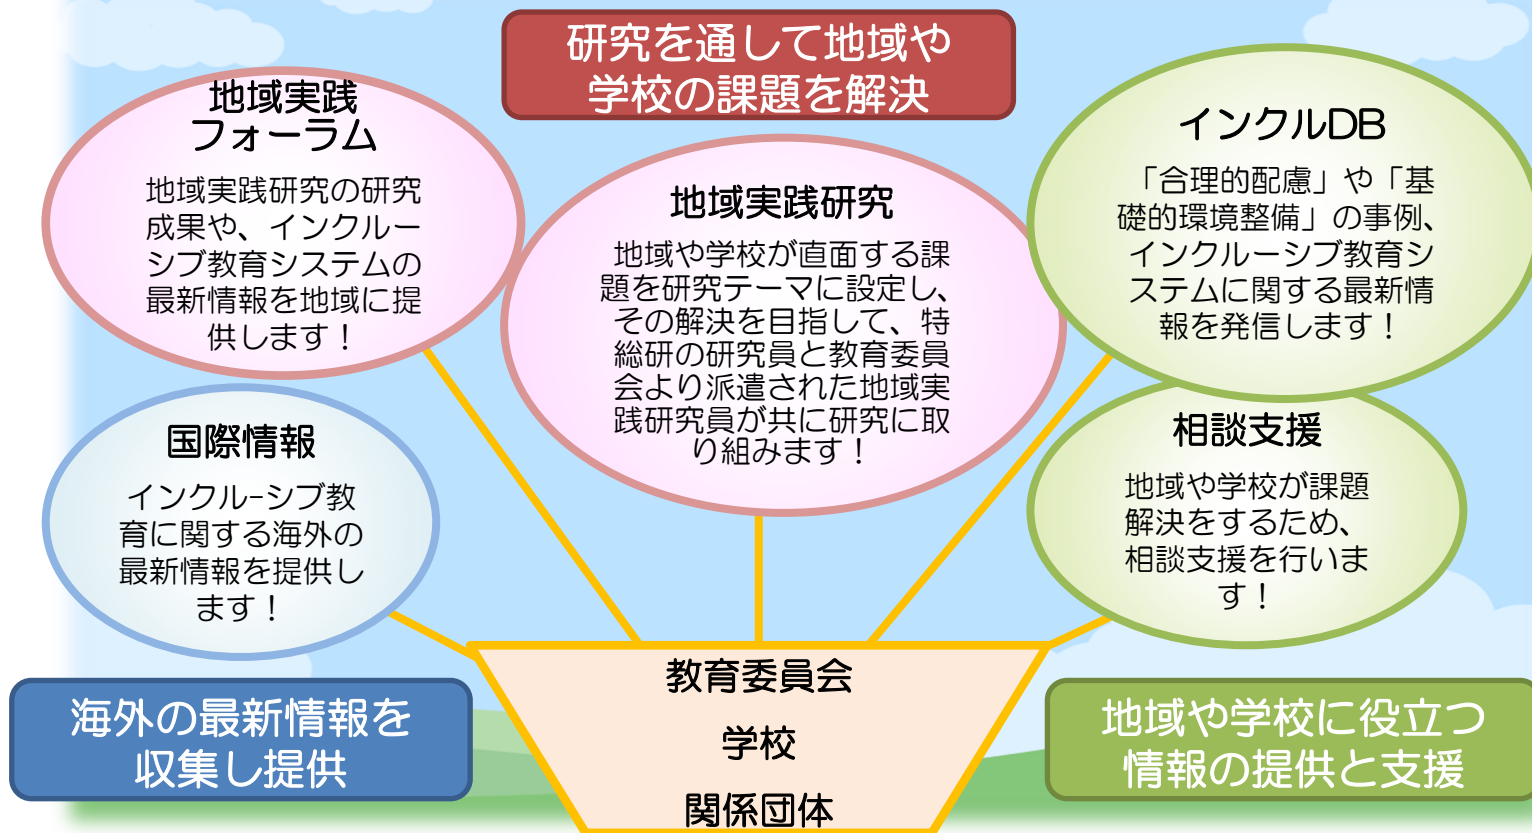 研究を通して地域や
学校の課題を解決
地域実践
フォーラム
地域実践研究の研究
成果や、インクルー
シブ教育システムの
最新情報を地域に提
供します！
地域実践研究
地域や学校が直面する課
題を研究テーマに設定し、
その解決を目指して、特
総研の研究員と教育委員
会より派遣された地域実
践研究員が共に研究に取
り組みます！
インクルDB
「合理的配慮」や「基
礎的環境整備」の事例、
インクルーシブ教育シ
ステムに関する最新情
報を発信します！
国際情報
インクル-シブ教
育に関する海外の
最新情報を提供し
ます！
相談支援
地域や学校が課題
解決をするため、
相談支援を行いま
す！
海外の最新情報を
収集し提供
教育委員会
学校
関係団体
地域や学校に役立つ
情報の提供と支援